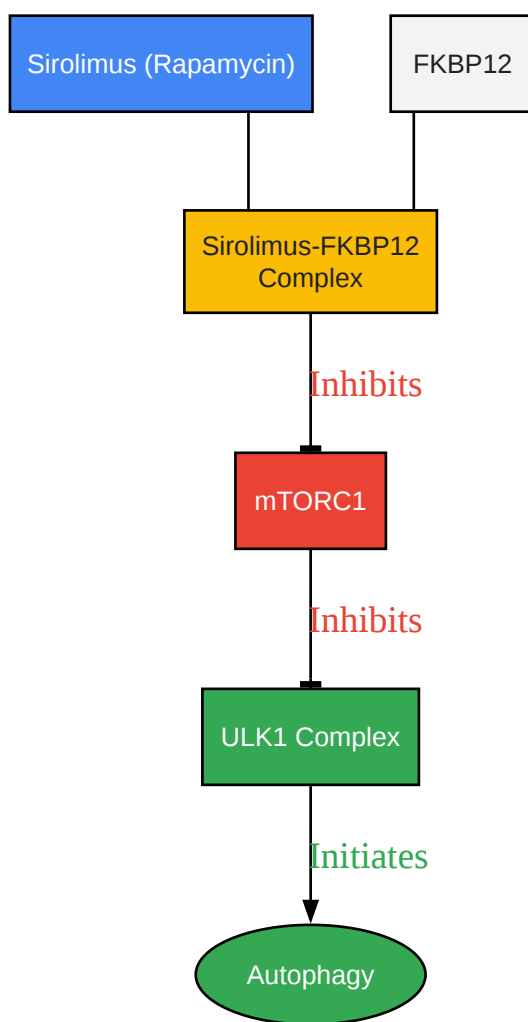 Sirolimus (Rapamycin)
FKBP12
Sirolimus-FKBP12
Complex
Inhibits
mTORC1
Inhibits
ULK1 Complex
Initiates
Autophagy